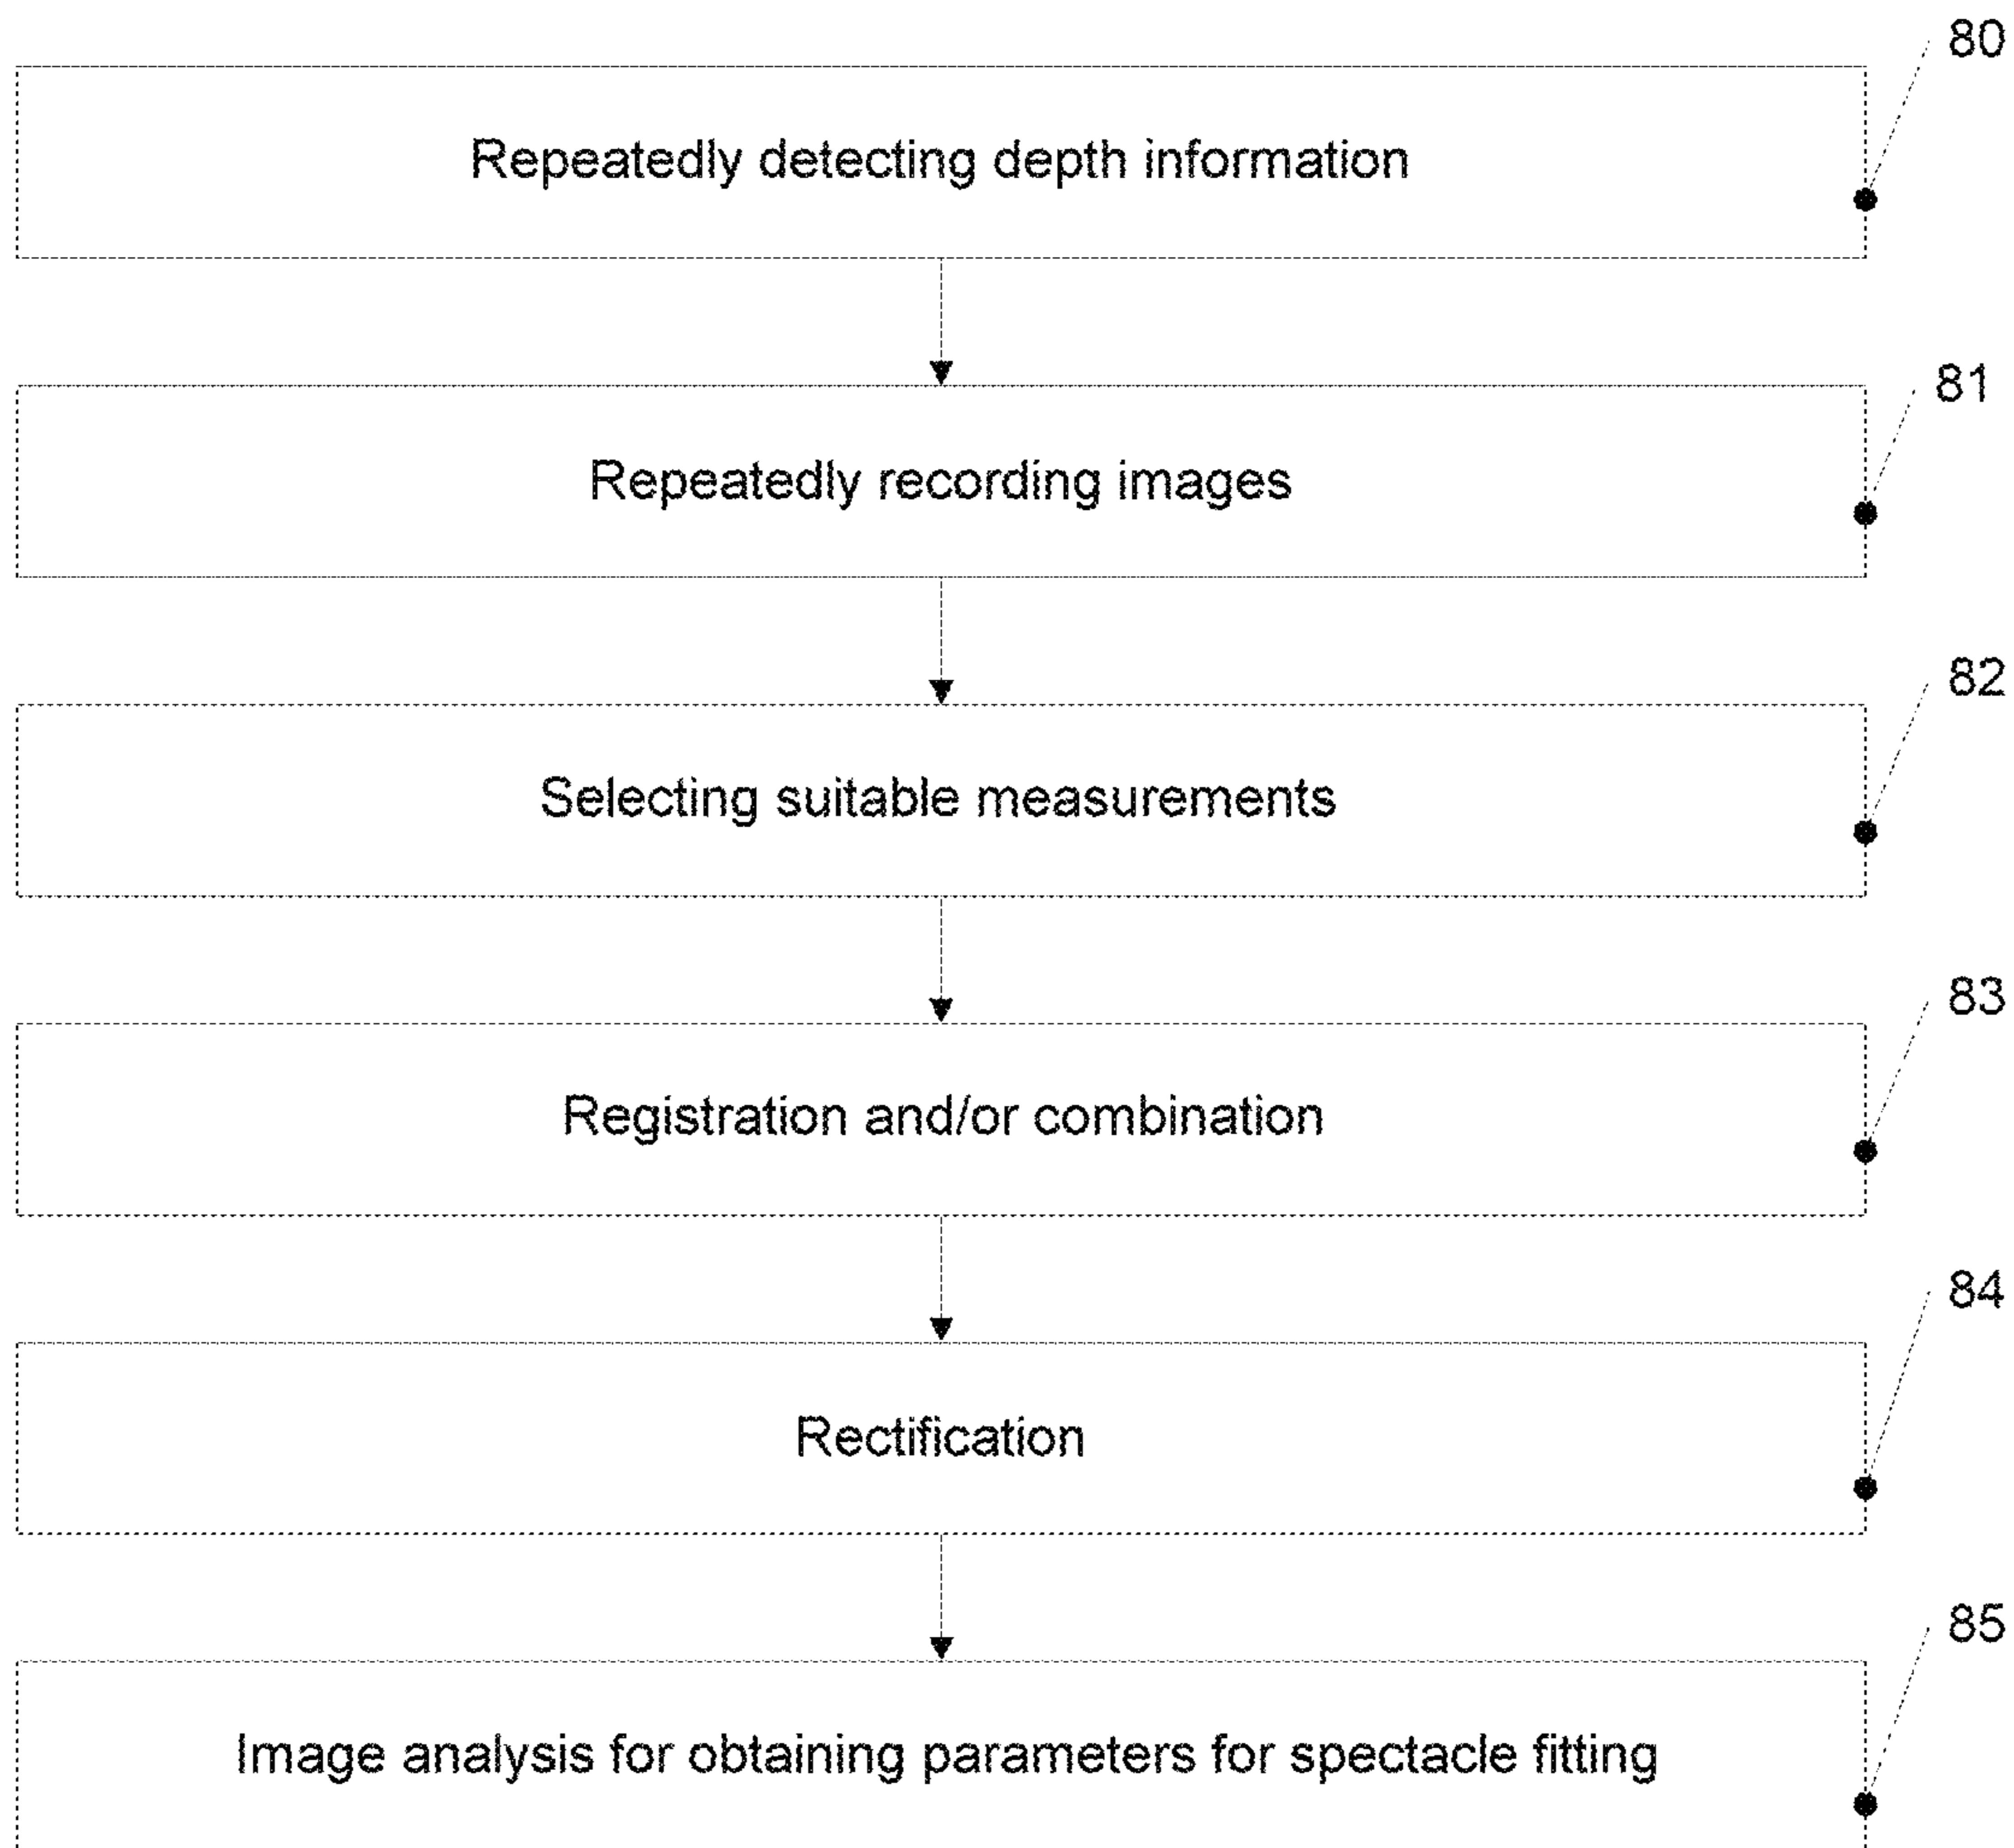 80
Repeatedly detecting depth information
81
Repeatedly recording images
82
Selecting suitable measurements
83
Registration and/or combination
84
Rectification
85
Image analysis for obtaining parameters for spectacle fitting